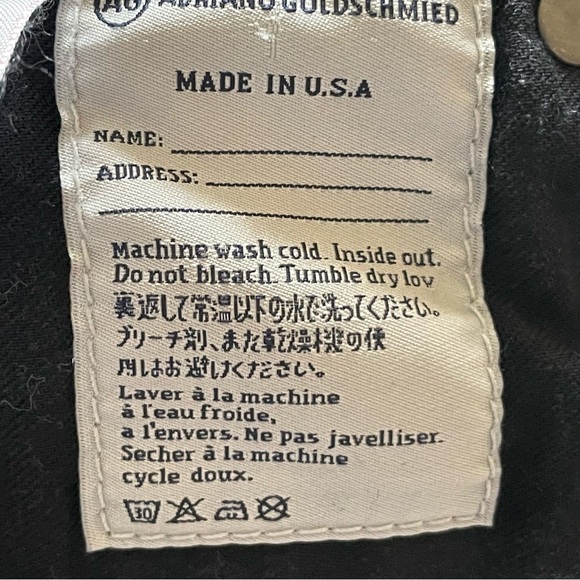 AG ADRIANO GOLDSCHMIED
MADE IN U.S.A
NAME:
ADDRESS:
Machine wash cold. Inside out.
Do not bleach. Tumble dry low
裏返して常温以下の水で洗ってください。
ブリーチ剤、また乾燥機の使
用はお避けください。
Laver à la machine
à l'eau froide,
a l'envers. Ne pas javelliser.
Secher à la machine
cycle doux.
30